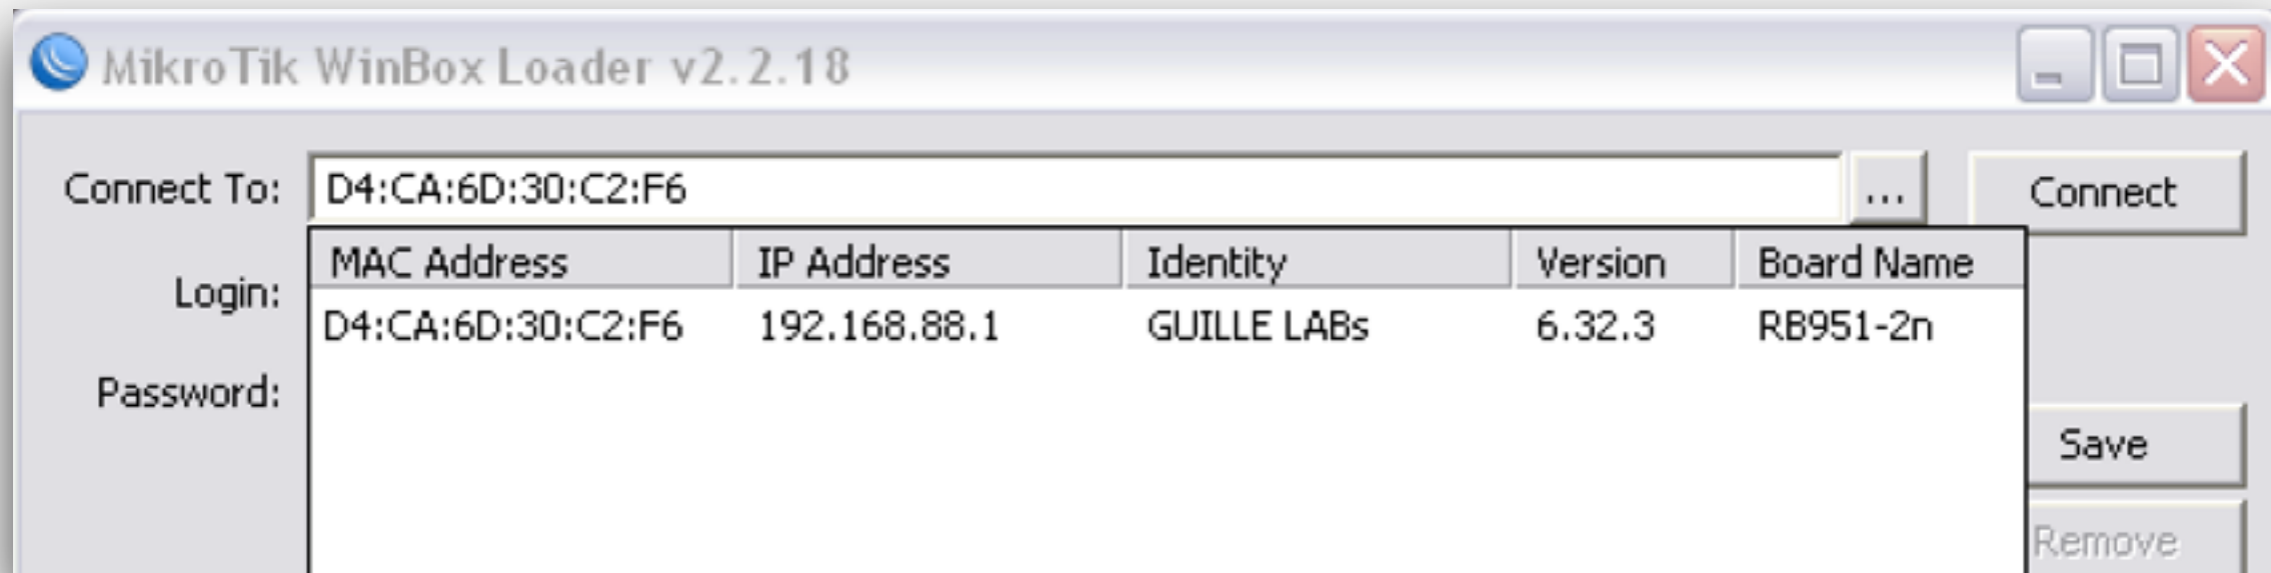 MikroTik WinBox Loader v2.2.18
Connect To: D4:CA:6D:30:C2:F6 ... Connect
MAC Address IP Address Identity Version Board Name
Login:
D4:CA:6D:30:C2:F6 192.168.88.1 GUILLE LABs 6.32.3 RB951-2n
Password:
Save
Remove